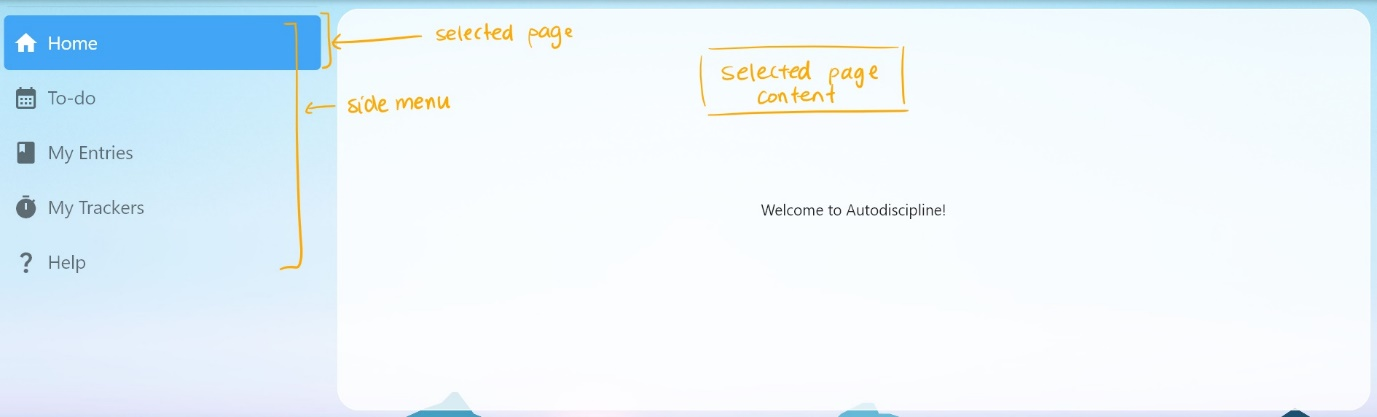 Home
selected page
selected page
content
To-do
side menu
My Entries
My Trackers
Welcome to Autodiscipline!
Help